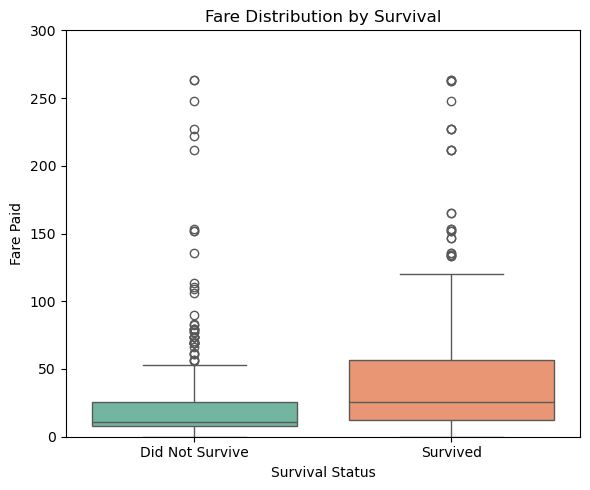 Fare Distribution by Survival
300
250
200
150
100
50
0
Fare Paid
Did Not Survive
Survived
Survival Status